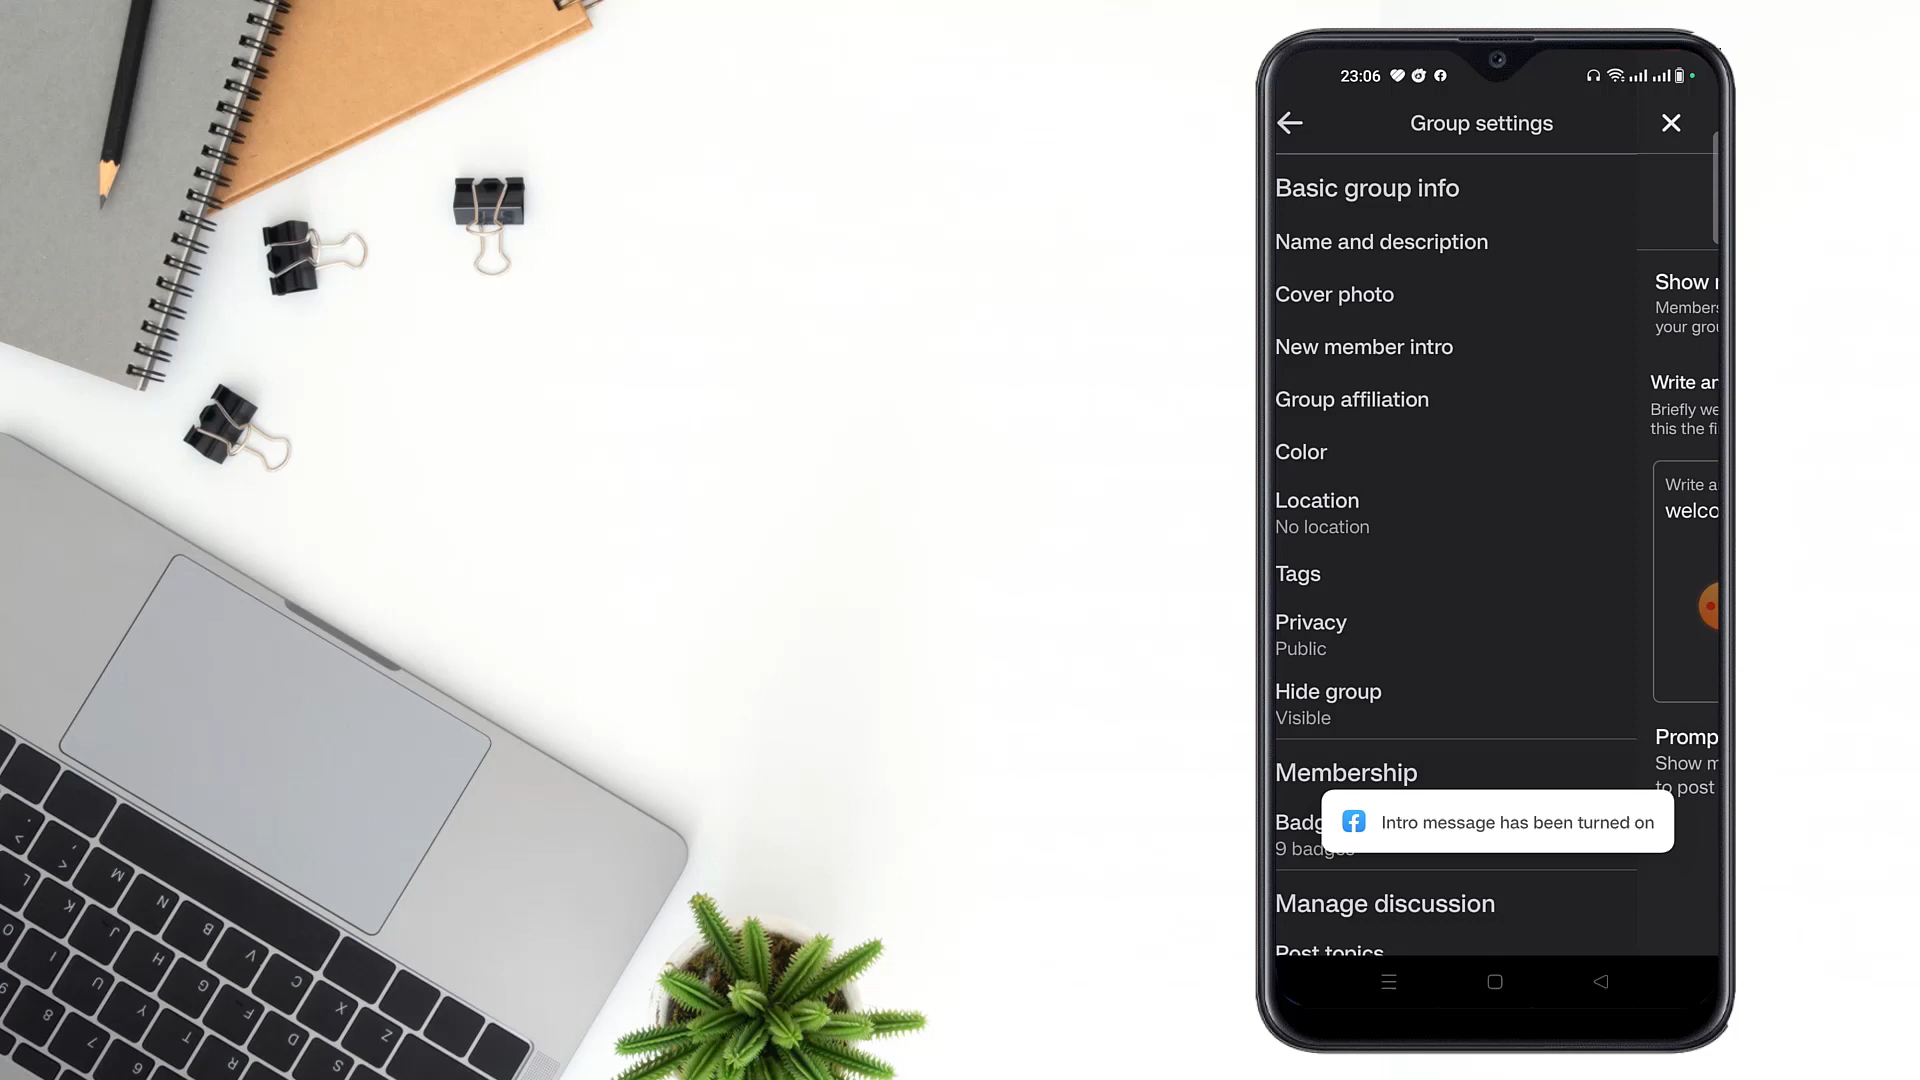 23:06
Group settings
Basic group info
Name and description
Cover photo
New member intro
Group affiliation
Color
Location
No location
Tags
Privacy
Public
Hide group
Visible
Membership
Badg
9 badges
Manage discussion
Post topics
Show
Members
your grou
Write an
Briefly we
this the fi
Write a
welco
Promp
Show m
to post
Intro message has been turned on